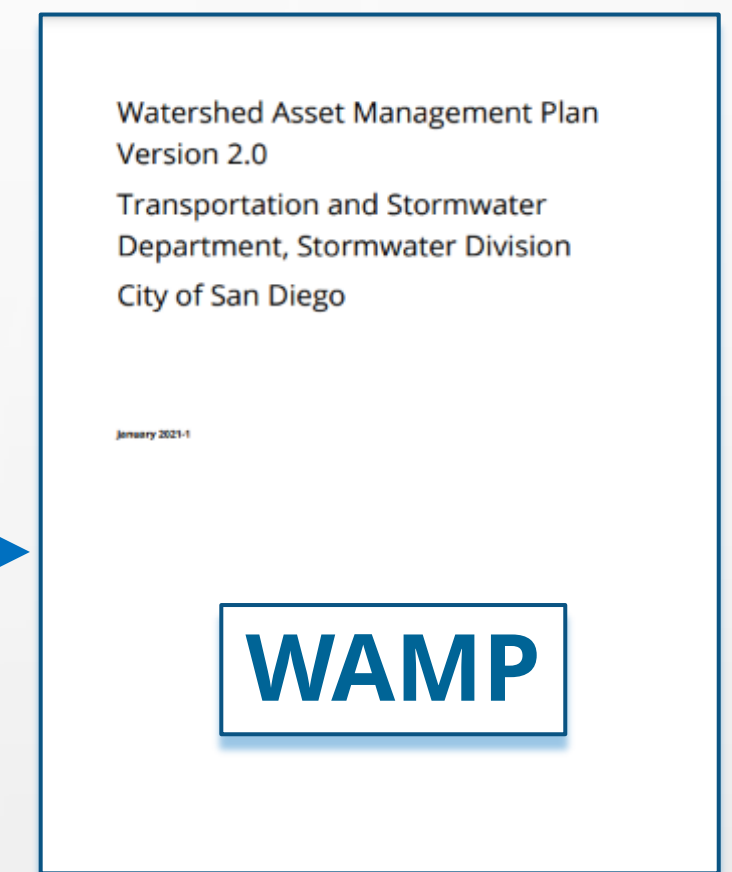 Watershed Asset Management Plan
Version 2.0
Transportation and Stormwater
Department, Stormwater Division
City of San Diego
January 2021-1
WAMP